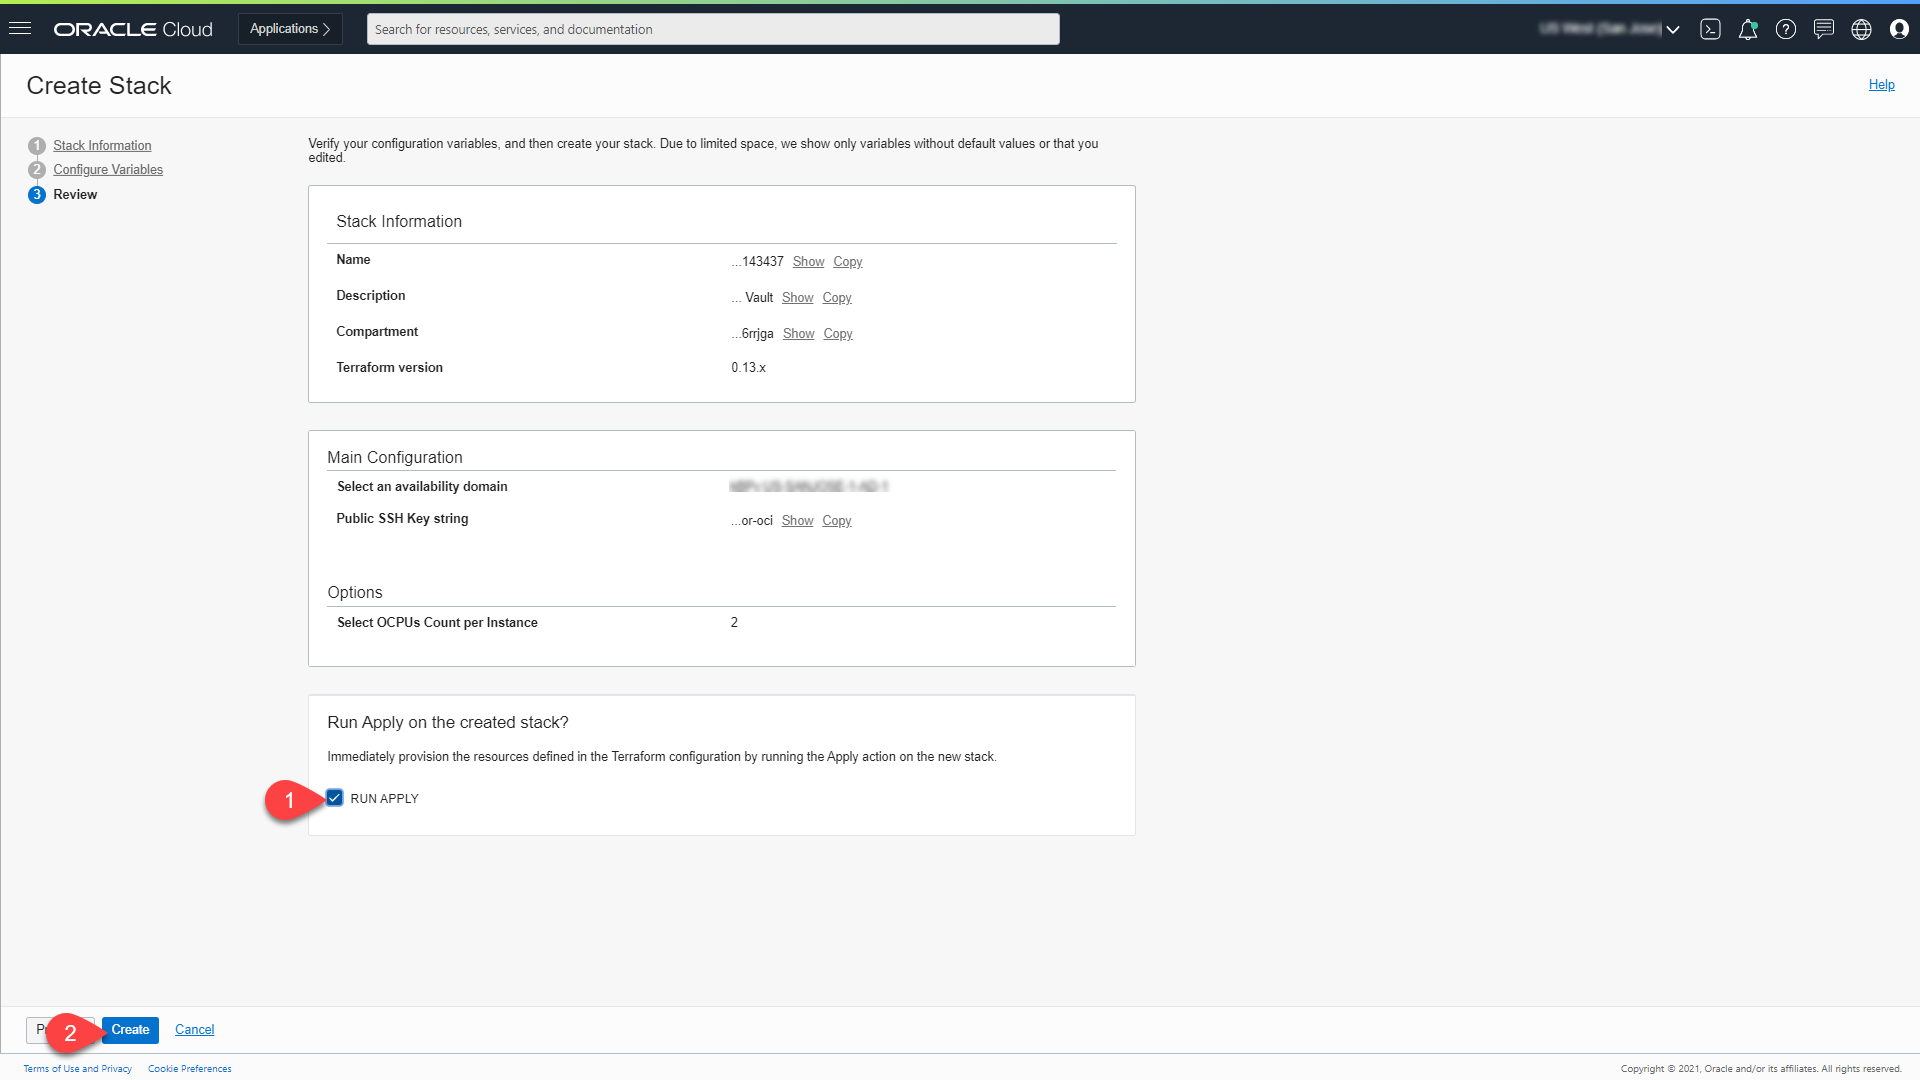 ORACLE Cloud
Applications
Search for resources, services, and documentation
Create Stack
Help
1 Stack Information
2 Configure Variables
3 Review
Verify your configuration variables, and then create your stack. Due to limited space, we show only variables without default values or that you
edited.
Stack Information
Name ...143437 Show Copy
Description ... Vault Show Copy
Compartment ...6rrjga Show Copy
Terraform version 0.13.x
Main Configuration
Select an availability domain
Public SSH Key string ...or-oci Show Copy
Options
Select OCPUs Count per Instance 2
Run Apply on the created stack?
Immediately provision the resources defined in the Terraform configuration by running the Apply action on the new stack.
1 RUN APPLY
2 Create Cancel
Terms of Use and Privacy Cookie Preferences
Copyright © 2021, Oracle and/or its affiliates. All rights reserved.